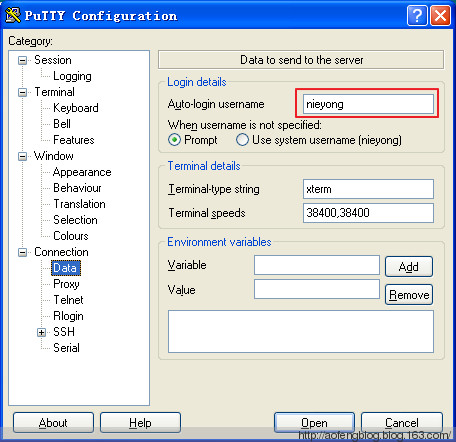 PuTTY Configuration
Category:
Session
Logging
Terminal
Keyboard
Bell
Features
Window
Appearance
Behaviour
Translation
Selection
Colours
Connection
Data
Proxy
Telnet
Rlogin
SSH
Serial
Data to send to the server
Login details
Auto-login username
nieyong
When username is not specified:
Prompt
Use system username (nieyong)
Terminal details
Terminal-type string
xterm
Terminal speeds
38400,38400
Environment variables
Variable
Add
Value
Remove
About
Help
Open
Cancel
http://aofengblog.blog.163.com/